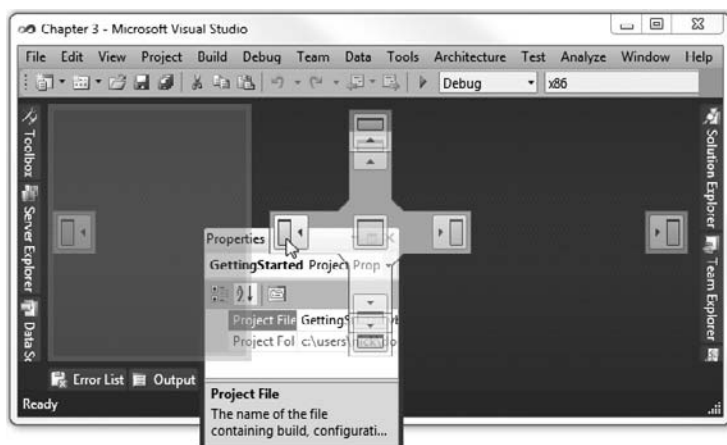 Chapter 3 - Microsoft Visual Studio
File Edit View Project Build Debug Team Data Tools Architecture Test Analyze Window Help
Debug x86
Toolbox
Server Explorer
Data Sc
Solution Explorer
Team Explorer
Properties
GettingStarted Project Prop
Project File
Project Fol c:\users\
Error List Output
Ready
Project File
The name of the file
containing build, configurati...